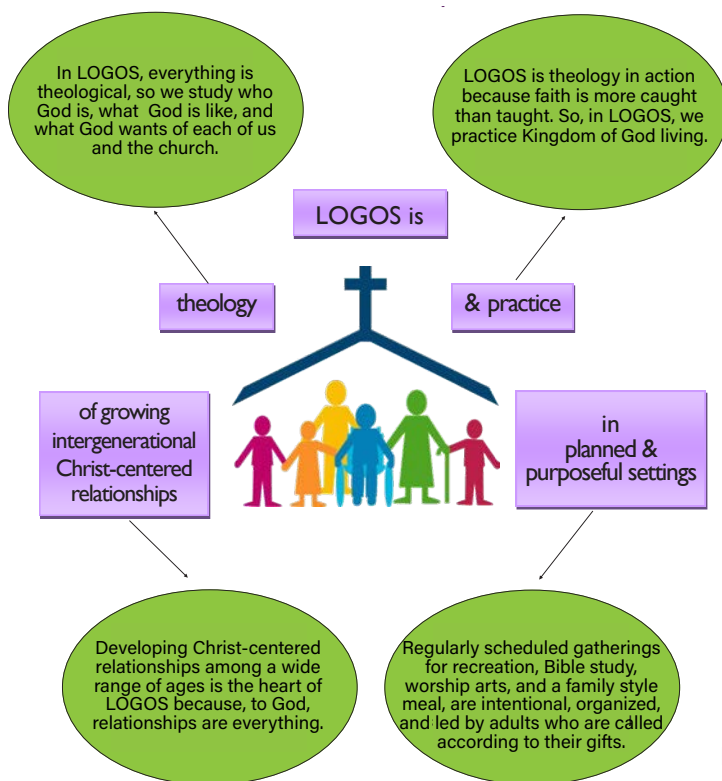 In LOGOS, everything is
theological, so we study who
God is, what God is like, and
what God wants of each of us
and the church.
LOGOS is theology in action
because faith is more caught
than taught. So, in LOGOS, we
practice Kingdom of God living.
LOGOS is
theology
& practice
of growing
intergenerational
Christ-centered
relationships
in
planned &
purposeful settings
Developing Christ-centered
relationships among a wide
range of ages is the heart of
LOGOS because, to God,
relationships are everything.
Regularly scheduled gatherings
for recreation, Bible study,
worship arts, and a family style
meal, are intentional, organized,
and led by adults who are called
according to their gifts.